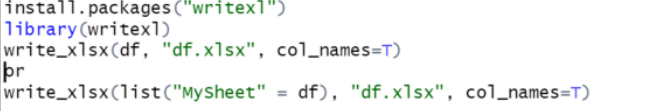 install.packages("writexl")
library(writexl)
write_xlsx(df, "df.xlsx", col_names=T)
or
write_xlsx(list("MySheet" = df), "df.xlsx", col_names=T)